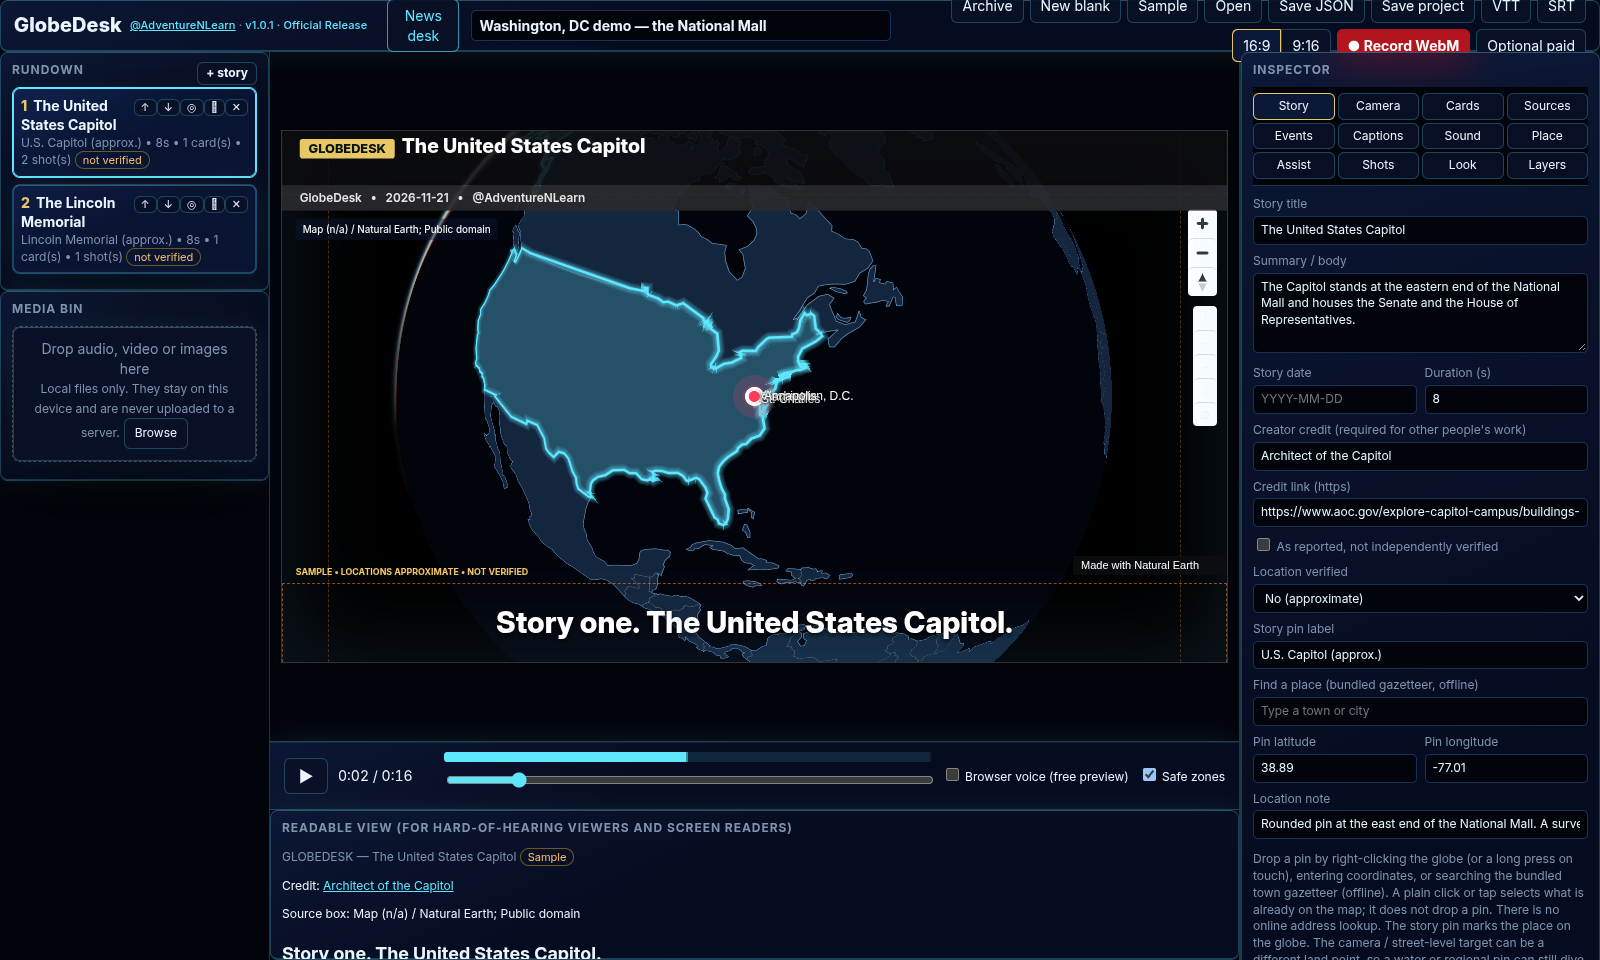 GlobeDesk @AdventureNLearn · v1.0.1 · Official Release
News desk
Washington, DC demo — the National Mall
Archive New blank Sample Open Save JSON Save project VTT SRT
16:9 9:16 Record WebM Optional paid
RUNDOWN
+ story
1 The United States Capitol
U.S. Capitol (approx.) • 8s • 1 card(s) •
2 shot(s) not verified
2 The Lincoln Memorial
Lincoln Memorial (approx.) • 8s • 1
card(s) • 1 shot(s) not verified
MEDIA BIN
Drop audio, video or images
here
Local files only. They stay on this
device and are never uploaded to a
server. Browse
GLOBEDESK The United States Capitol
GlobeDesk • 2026-11-21 • @AdventureNLearn
Map (n/a) / Natural Earth; Public domain
SAMPLE • LOCATIONS APPROXIMATE • NOT VERIFIED
Made with Natural Earth
Story one. The United States Capitol.
0:02 / 0:16
Browser voice (free preview) Safe zones
READABLE VIEW (FOR HARD-OF-HEARING VIEWERS AND SCREEN READERS)
GLOBEDESK — The United States Capitol Sample
Credit: Architect of the Capitol
Source box: Map (n/a) / Natural Earth; Public domain
Story one. The United States Capitol.
INSPECTOR
Story Camera Cards Sources
Events Captions Sound Place
Assist Shots Look Layers
Story title
The United States Capitol
Summary / body
The Capitol stands at the eastern end of the National
Mall and houses the Senate and the House of
Representatives.
Story date Duration (s)
YYYY-MM-DD 8
Creator credit (required for other people's work)
Architect of the Capitol
Credit link (https)
https://www.aoc.gov/explore-capitol-campus/buildings-
As reported, not independently verified
Location verified
No (approximate)
Story pin label
U.S. Capitol (approx.)
Find a place (bundled gazetteer, offline)
Type a town or city
Pin latitude Pin longitude
38.89 -77.01
Location note
Rounded pin at the east end of the National Mall. A surve
Drop a pin by right-clicking the globe (or a long press on
touch), entering coordinates, or searching the bundled
town gazetteer (offline). A plain click or tap selects what is
already on the map; it does not drop a pin. There is no
online address lookup. The story pin marks the place on
the globe. The camera / street-level target can be a
different land point, so a water or regional pin can still dive